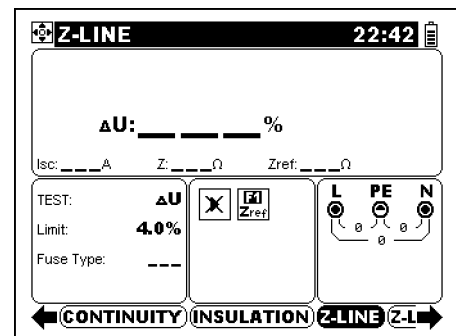 Z-LINE 22:42
ΔU:___ ___ ___%
Isc:___A Z:___Ω Zref:___Ω
TEST: ΔU
Limit: 4.0%
Fuse Type: ___
F1
Zref
L PE N
0 0
0
CONTINUITY INSULATION Z-LINE Z-L